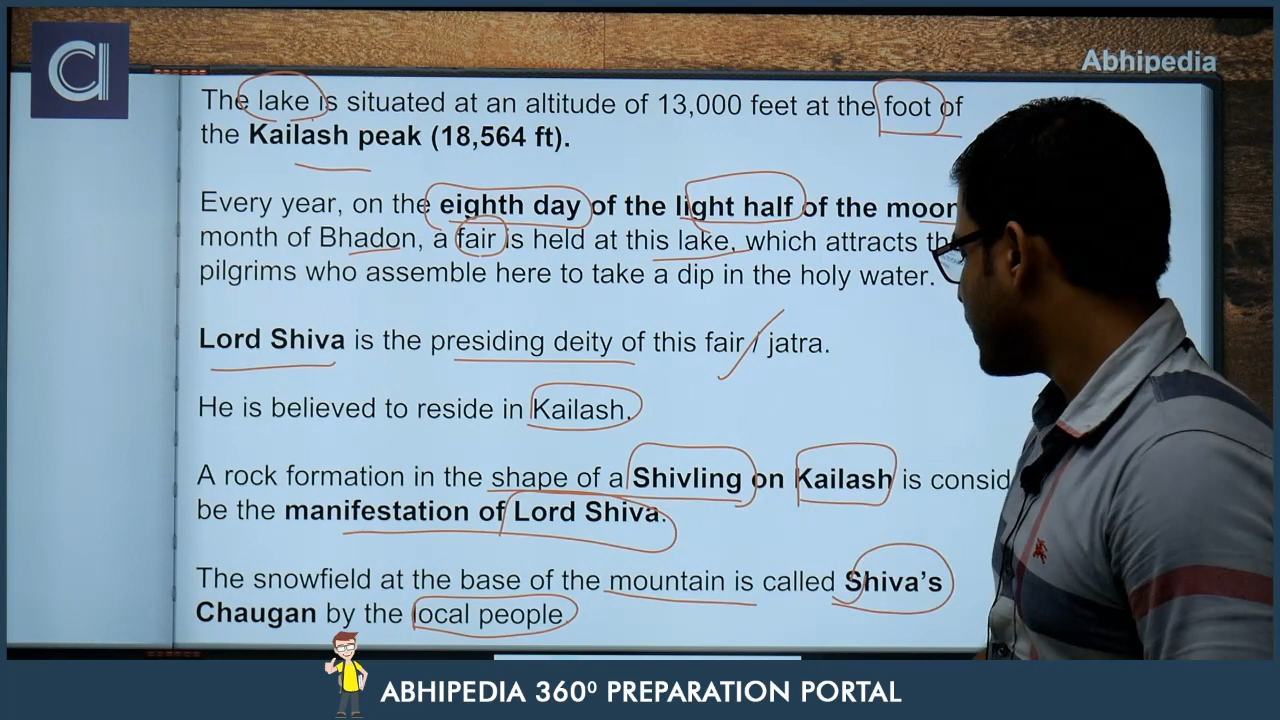 Abhipedia
The lake is situated at an altitude of 13,000 feet at the foot of
the Kailash peak (18,564 ft).
Every year, on the eighth day of the light half of the moon
month of Bhadon, a fair is held at this lake, which attracts
pilgrims who assemble here to take a dip in the holy water.
Lord Shiva is the presiding deity of this fair / jatra.
He is believed to reside in Kailash.
A rock formation in the shape of a Shivling on Kailash is
be the manifestation of Lord Shiva.
The snowfield at the base of the mountain is called Shiva's
Chaugan by the local people.
ABHIPEDIA 360⁰ PREPARATION PORTAL